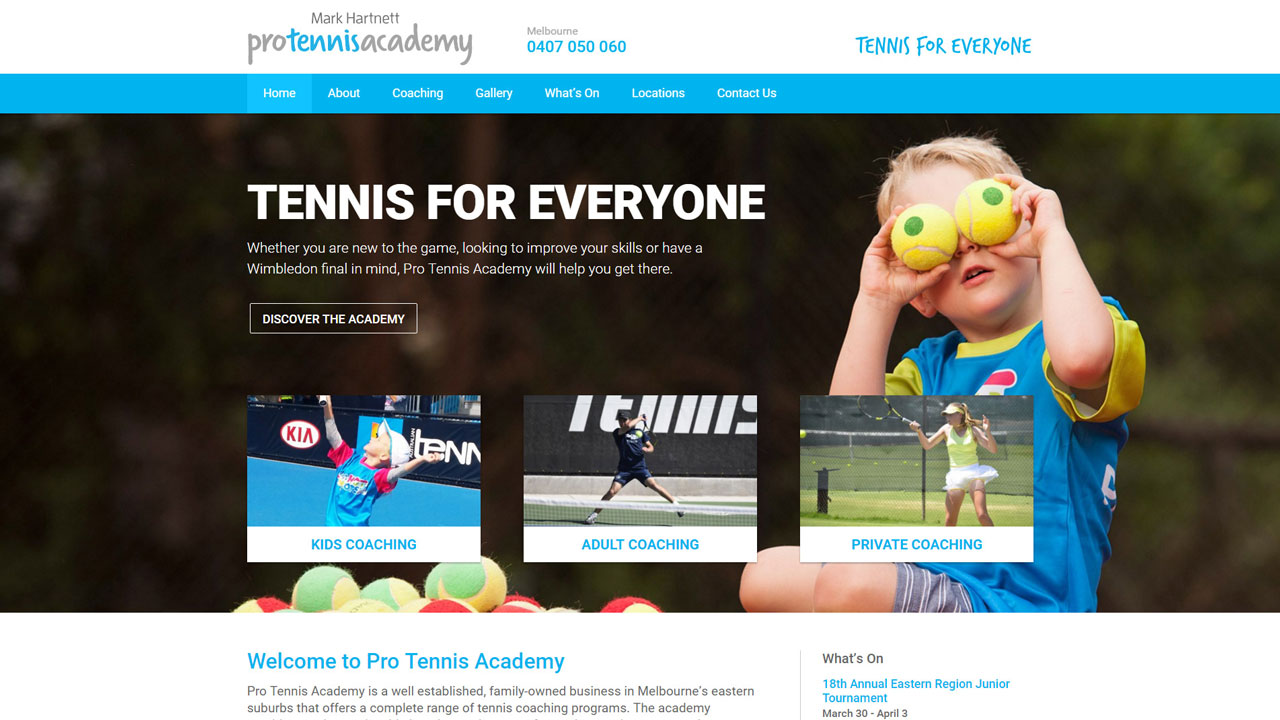 Mark Hartnett
protennisacademy
Melbourne
0407 050 060
TENNIS FOR EVERYONE
Home About Coaching Gallery What's On Locations Contact Us
TENNIS FOR EVERYONE
Whether you are new to the game, looking to improve your skills or have a
Wimbledon final in mind, Pro Tennis Academy will help you get there.
DISCOVER THE ACADEMY
KIA
KIDS COACHING
ADULT COACHING
PRIVATE COACHING
Welcome to Pro Tennis Academy
Pro Tennis Academy is a well established, family-owned business in Melbourne's eastern
suburbs that offers a complete range of tennis coaching programs. The academy
What's On
18th Annual Eastern Region Junior
Tournament
March 30 - April 3